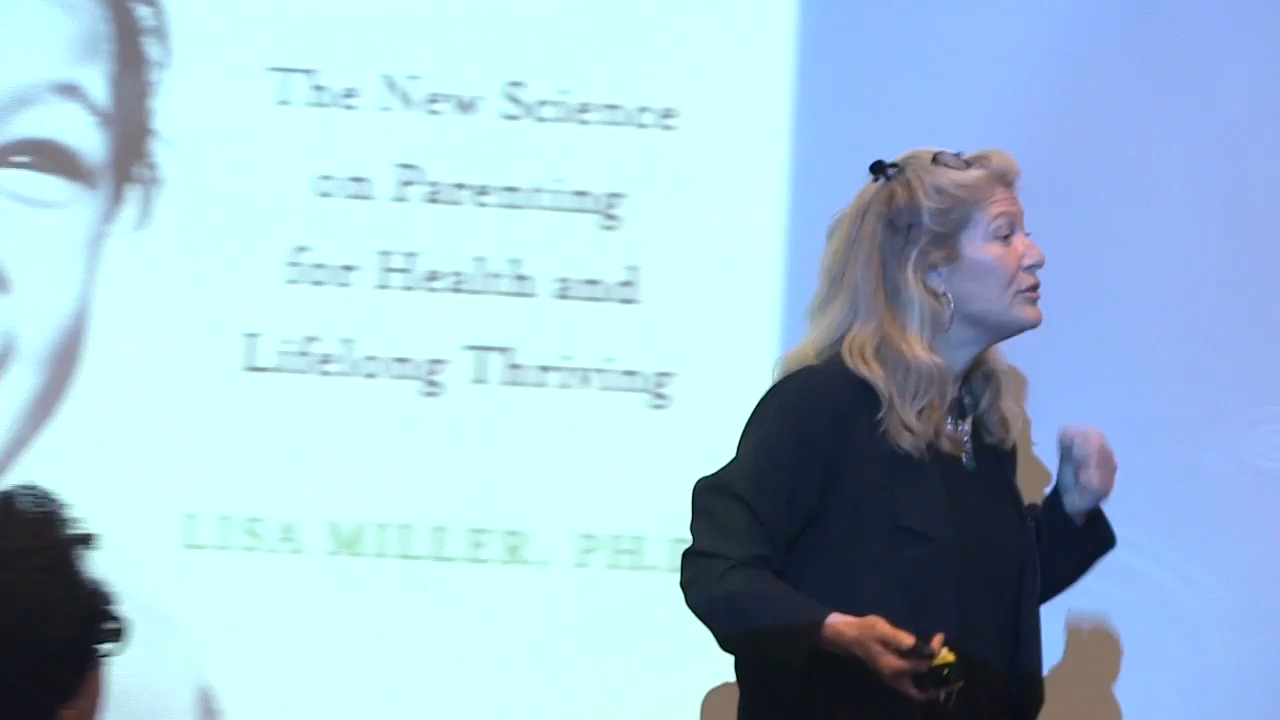 The New Science
on Parenting
for Health and
Lifelong Thriving
LISA MILLER, PH.D